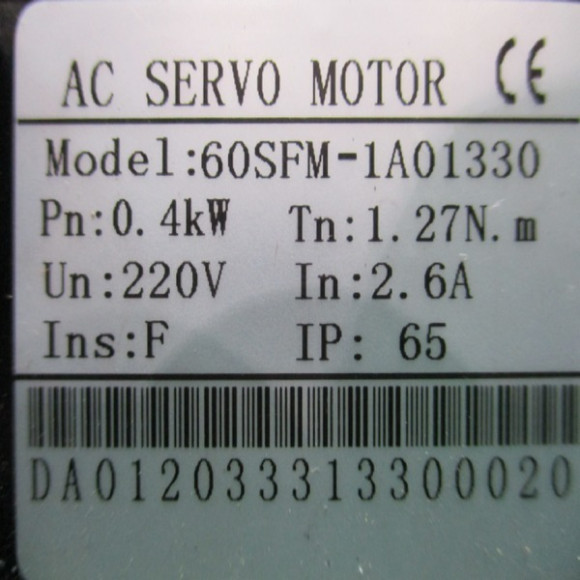 AC SERVO MOTOR CE
Model:60SFM-1A01330
Pn:0.4kW Tn:1.27N.m
Un:220V In:2.6A
Ins:F IP: 65
DA012033313300020